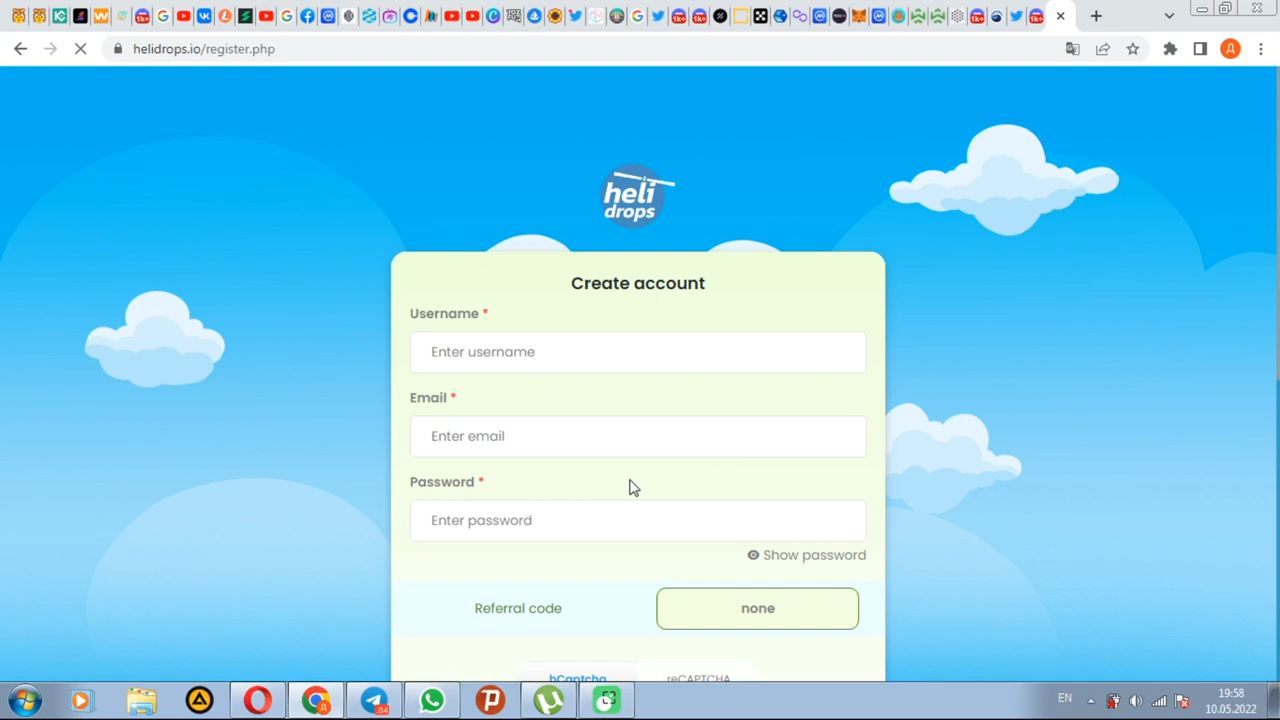 helidrops.io/register.php
Д
heli
drops
Create account
Username *
Enter username
Email *
Enter email
Password *
Enter password
Show password
Referral code
none
hCaptcha
reCAPTCHA
EN
19:58
10.05.2022